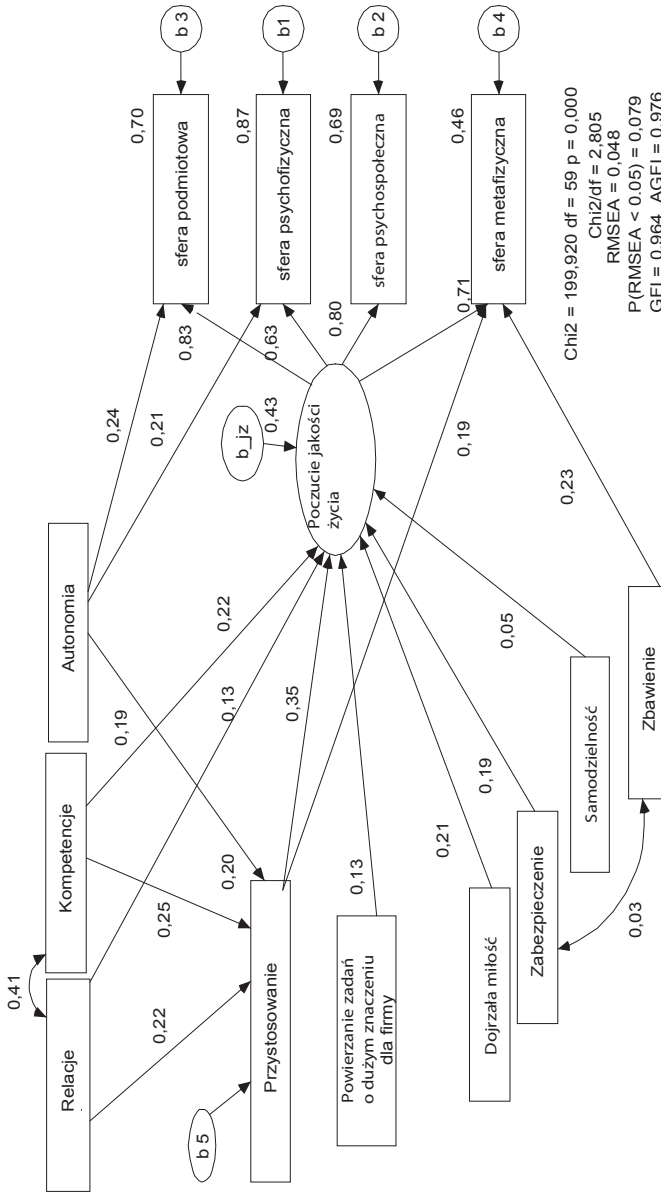 0,41
Relacje
Kompetencje
Autonomia
0,22
0,25
0,19
0,22
0,13
0,24
0,21
b 5
Przystosowanie
0,20
0,35
0,19
Powierzanie zadań
o dużym znaczeniu
dla firmy
0,13
Dojrzała miłość
0,21
Zabezpieczenie
0,19
Samodzielność
0,05
Zbawienie
0,23
0,03
b_jz
0,43
Poczucie jakości
życia
0,83
0,63
0,80
0,71
sfera podmiotowa
0,70
b 3
sfera psychofizyczna
0,87
b1
sfera psychospołeczna
0,69
b 2
sfera metafizyczna
0,46
b 4
Chi2 = 199,920 df = 59 p = 0,000
Chi2/df = 2,805
RMSEA = 0,048
P(RMSEA < 0.05) = 0,079
GFI = 0,964 AGFI = 0,976